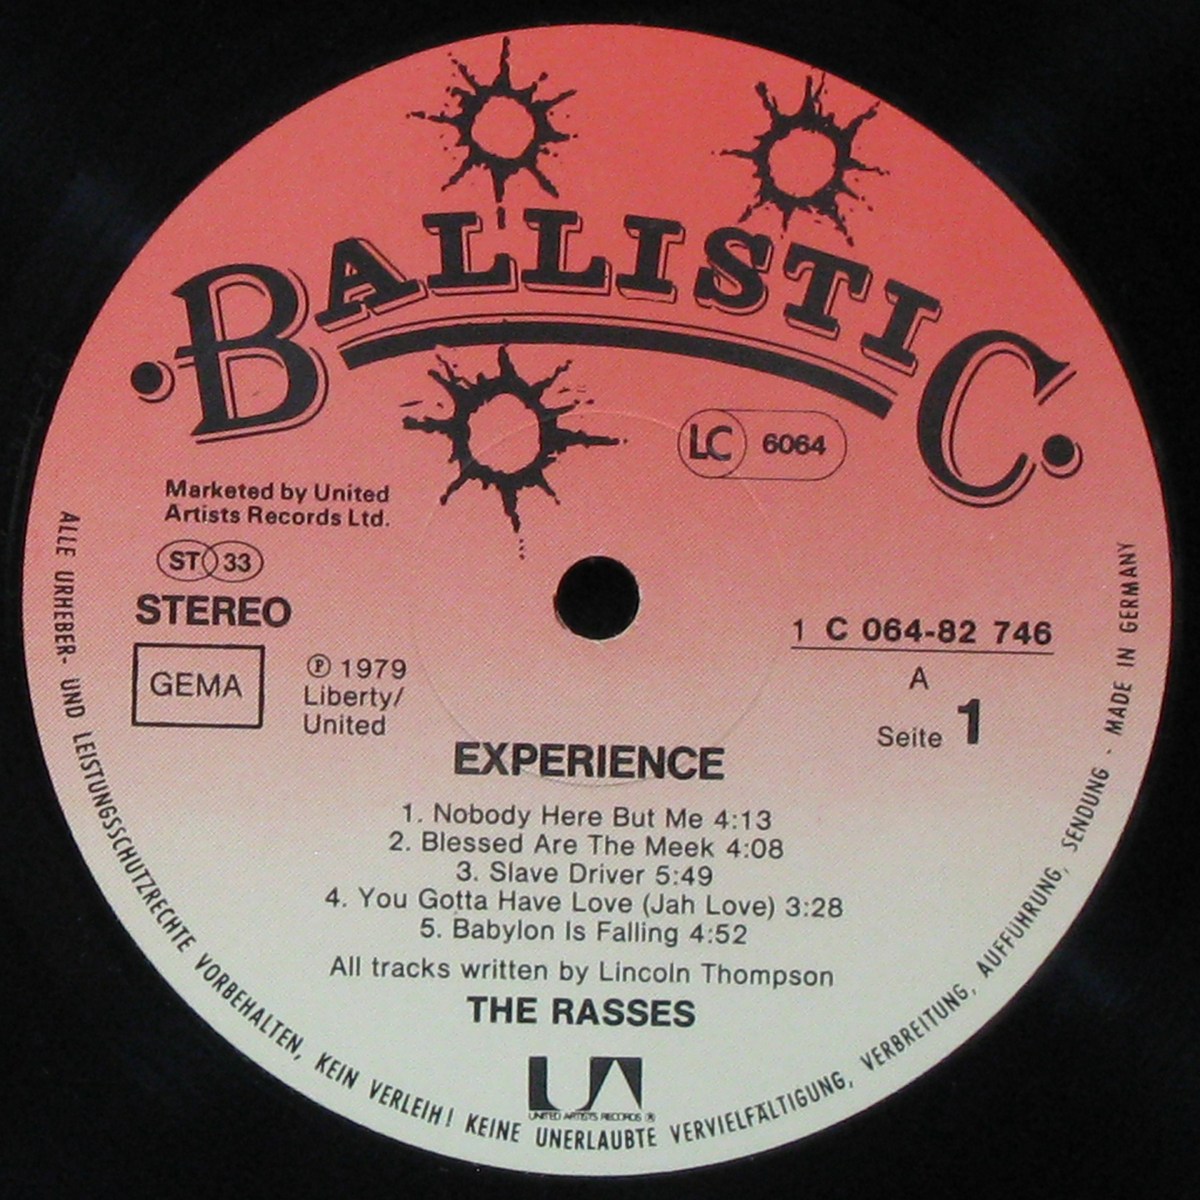 BALLISTIC
LC 6064
Marketed by United
Artists Records Ltd.
ST 33
STEREO
GEMA
℗ 1979
Liberty/
United
1 C 064-82 746
A
Seite 1
EXPERIENCE
1. Nobody Here But Me 4:13
2. Blessed Are The Meek 4:08
3. Slave Driver 5:49
4. You Gotta Have Love (Jah Love) 3:28
5. Babylon Is Falling 4:52
All tracks written by Lincoln Thompson
THE RASSES
UA
UNITED ARTISTS RECORDS ®
ALLE URHEBER- UND LEISTUNGSSCHUTZRECHTE VORBEHALTEN, KEIN VERLEIH! KEINE UNERLAUBTE VERVIELFÄLTIGUNG, VERBREITUNG, AUFFÜHRUNG, SENDUNG · MADE IN GERMANY